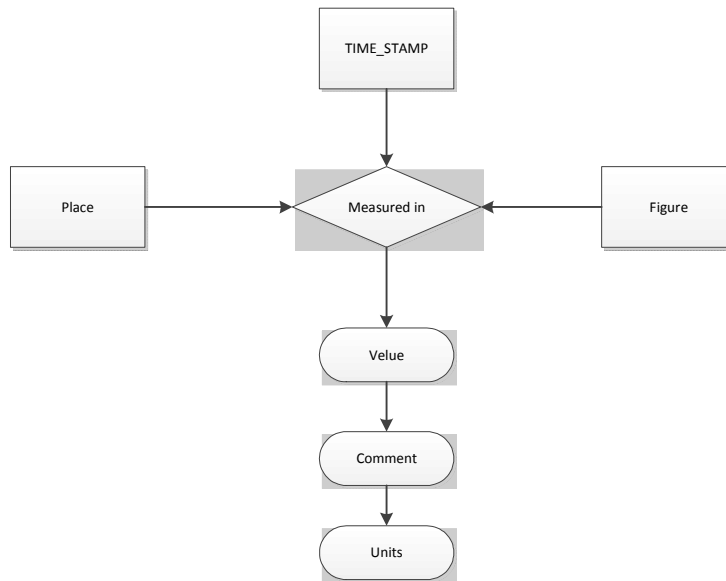 TIME_STAMP
Place
Measured in
Figure
Velue
Comment
Units